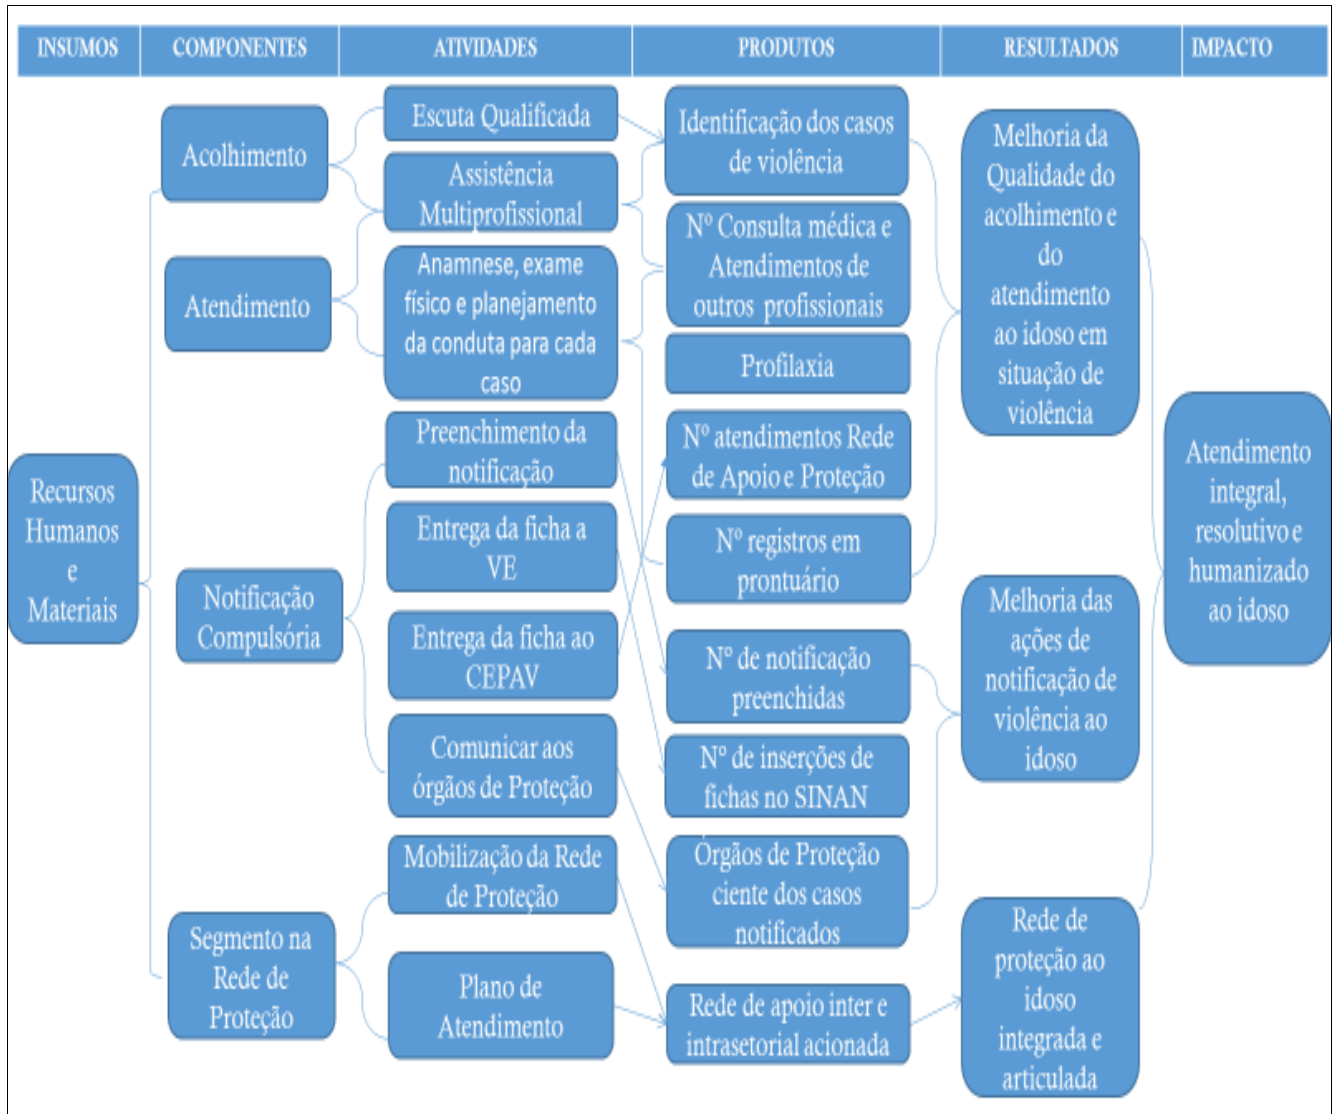 INSUMOS
COMPONENTES
ATIVIDADES
PRODUTOS
RESULTADOS
IMPACTO
Recursos
Humanos
e
Materiais
Acolhimento
Atendimento
Notificação
Compulsória
Segmento na
Rede de
Proteção
Escuta Qualificada
Assistência
Multiprofissional
Anamnese, exame
físico e planejamento
da conduta para cada
caso
Preenchimento da
notificação
Entrega da ficha a
VE
Entrega da ficha ao
CEPAV
Comunicar aos
órgãos de Proteção
Mobilização da Rede
de Proteção
Plano de
Atendimento
Identificação dos casos
de violência
Nº Consulta médica e
Atendimentos de
outros profissionais
Profilaxia
Nº atendimentos Rede
de Apoio e Proteção
Nº registros em
prontuário
N° de notificação
preenchidas
N° de inserções de
fichas no SINAN
Órgãos de Proteção
ciente dos casos
notificados
Rede de apoio inter e
intrasetorial acionada
Melhoria da
Qualidade do
acolhimento e
do
atendimento
ao idoso em
situação de
violência
Melhoria das
ações de
notificação de
violência ao
idoso
Rede de
proteção ao
idoso
integrada e
articulada
Atendimento
integral,
resolutivo e
humanizado
ao idoso